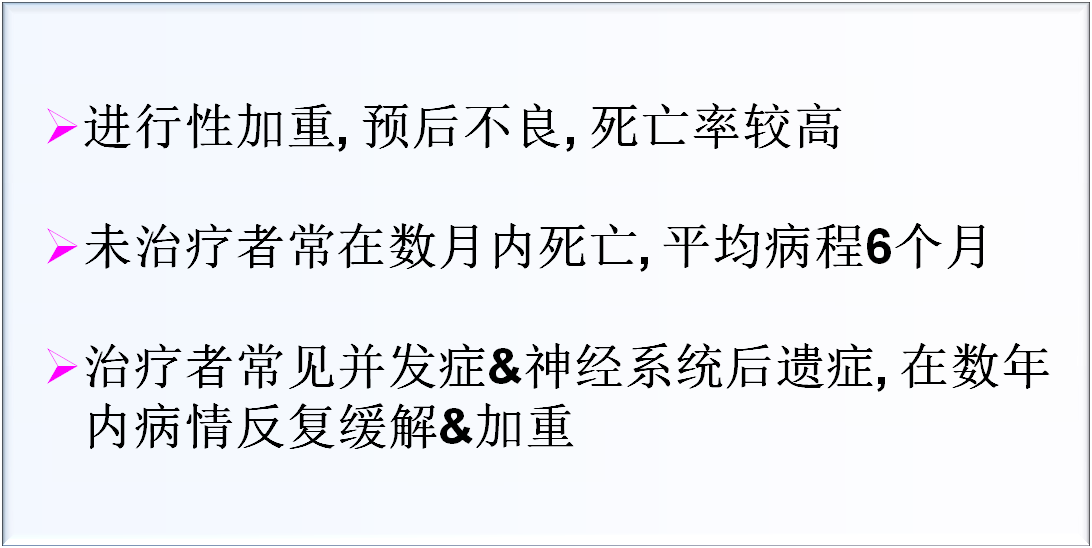 ➢进行性加重, 预后不良, 死亡率较高
➢未治疗者常在数月内死亡, 平均病程6个月
➢治疗者常见并发症&神经系统后遗症, 在数年
内病情反复缓解&加重